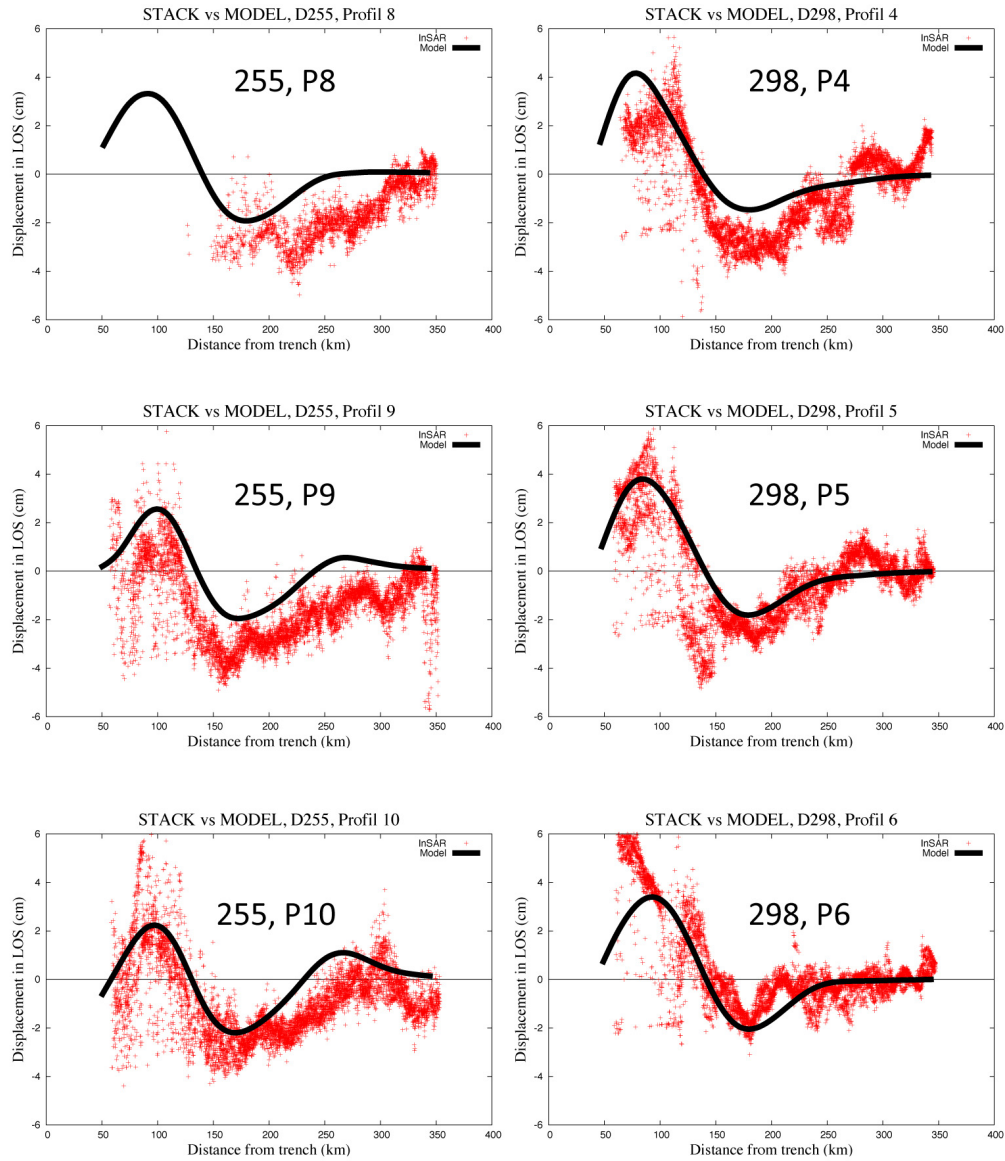 STACK vs MODEL, D255, Profil 8
InSAR
Model
255, P8
Displacement in LOS (cm)
6
4
2
0
-2
-4
-6
0 50 100 150 200 250 300 350 400
Distance from trench (km)
STACK vs MODEL, D298, Profil 4
InSAR
Model
298, P4
Displacement in LOS (cm)
6
4
2
0
-2
-4
-6
0 50 100 150 200 250 300 350 400
Distance from trench (km)
STACK vs MODEL, D255, Profil 9
InSAR
Model
255, P9
Displacement in LOS (cm)
6
4
2
0
-2
-4
-6
0 50 100 150 200 250 300 350 400
Distance from trench (km)
STACK vs MODEL, D298, Profil 5
InSAR
Model
298, P5
Displacement in LOS (cm)
6
4
2
0
-2
-4
-6
0 50 100 150 200 250 300 350 400
Distance from trench (km)
STACK vs MODEL, D255, Profil 10
InSAR
Model
255, P10
Displacement in LOS (cm)
6
4
2
0
-2
-4
-6
0 50 100 150 200 250 300 350 400
Distance from trench (km)
STACK vs MODEL, D298, Profil 6
InSAR
Model
298, P6
Displacement in LOS (cm)
6
4
2
0
-2
-4
-6
0 50 100 150 200 250 300 350 400
Distance from trench (km)